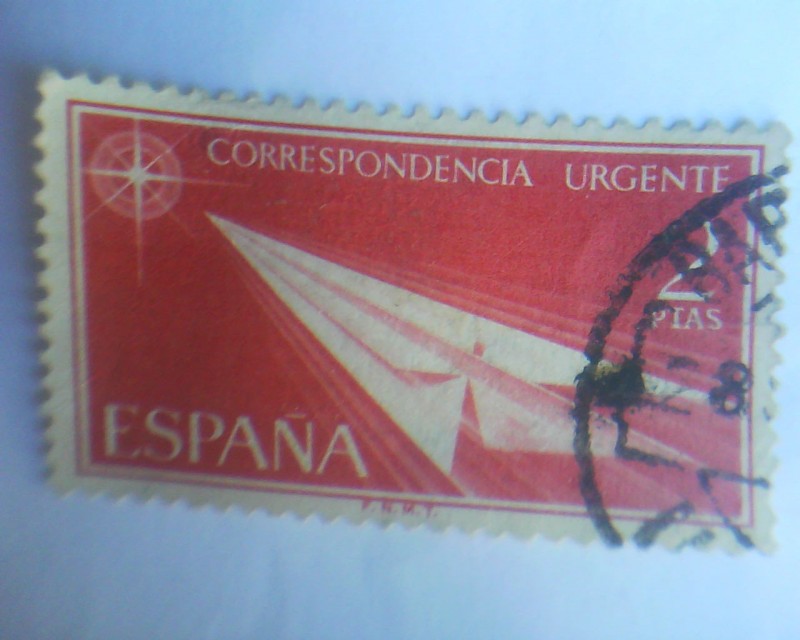 CORRESPONDENCIA URGENTE
2
PTAS
ESPAÑA
F.N.M.T.